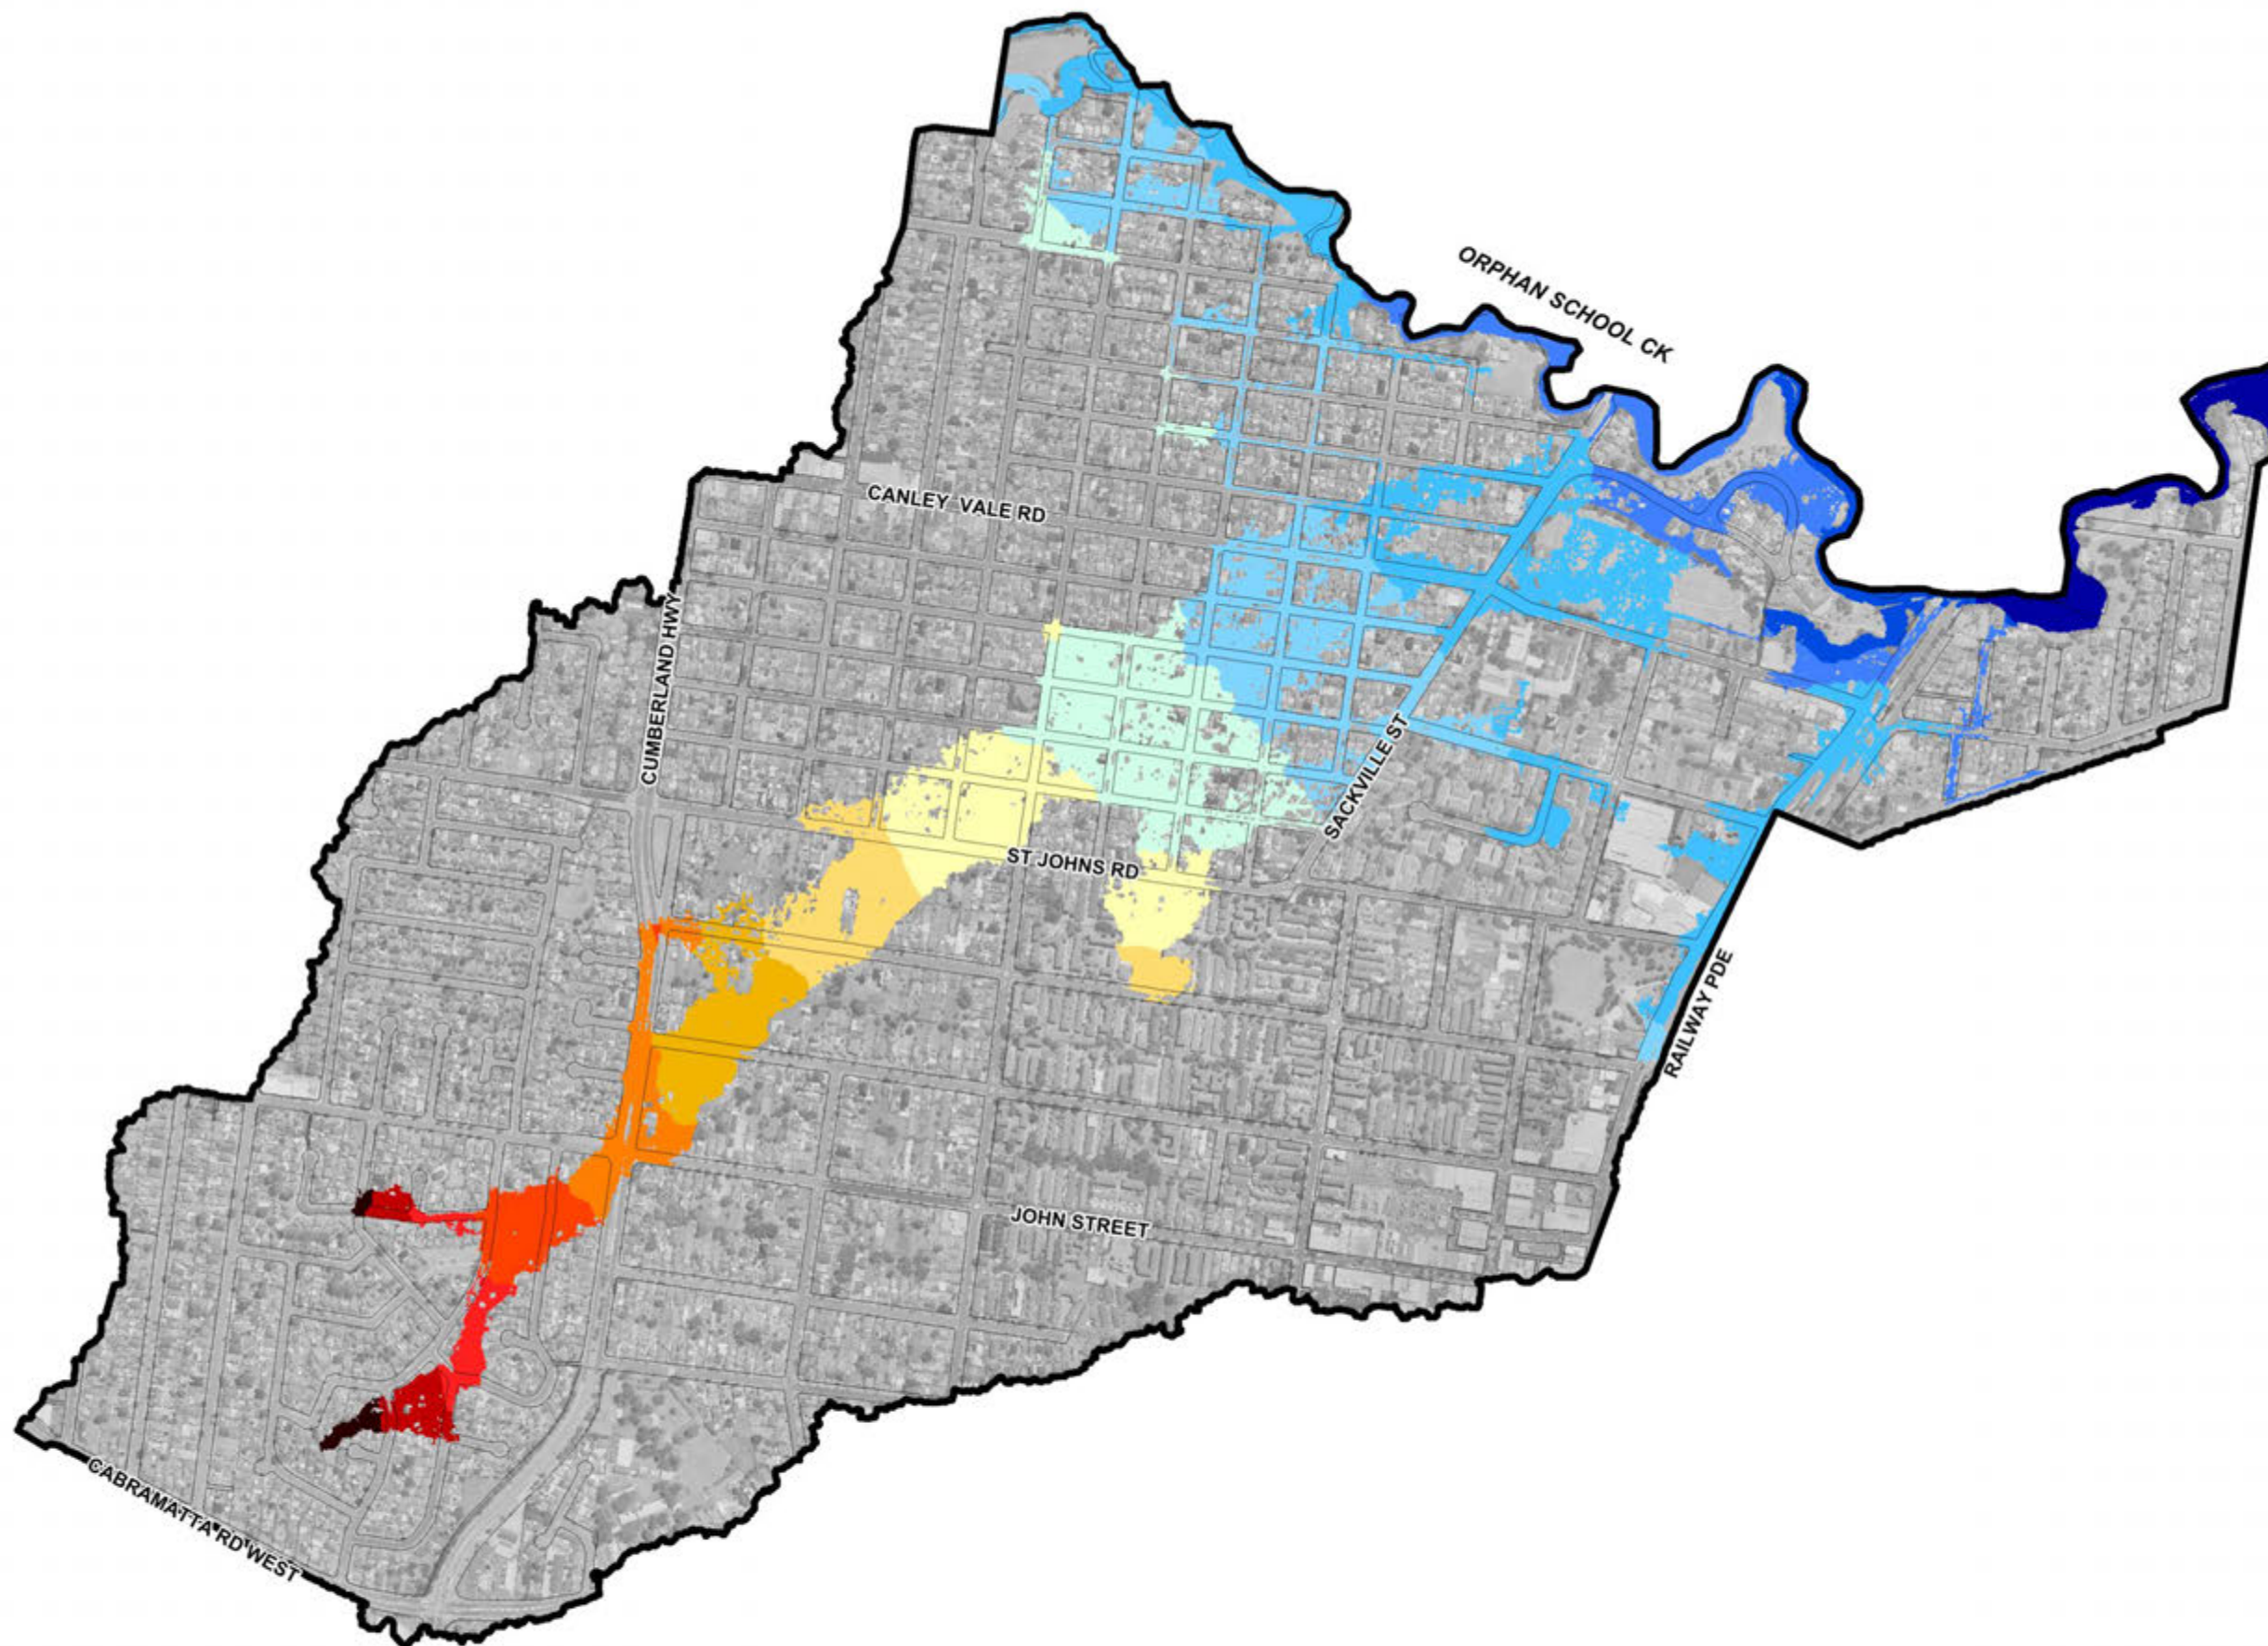 ORPHAN SCHOOL CK
CANLEY VALE RD
CUMBERLAND HWY
SACKVILLE ST
ST JOHNS RD
RAILWAY PDE
JOHN STREET
CABRAMATTA RD WEST